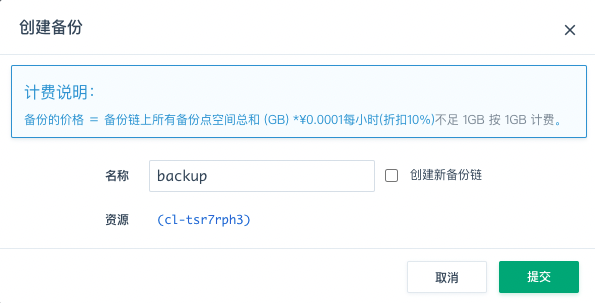 创建备份
计费说明：
备份的价格 = 备份链上所有备份点空间总和 (GB) *¥0.0001每小时(折扣10%)不足 1GB 按 1GB 计费。
名称 backup 创建新备份链
资源 (cl-tsr7rph3)
取消 提交